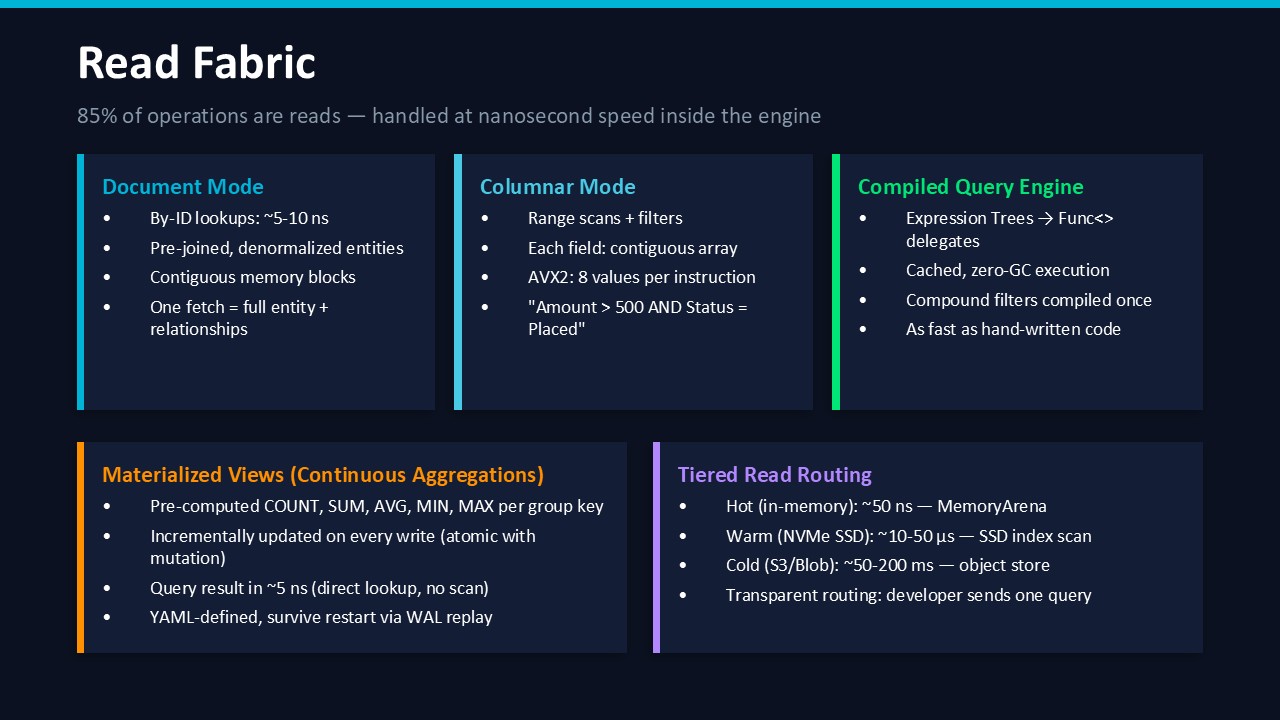 Read Fabric
85% of operations are reads — handled at nanosecond speed inside the engine
Document Mode
• By-ID lookups: ~5-10 ns
• Pre-joined, denormalized entities
• Contiguous memory blocks
• One fetch = full entity +
relationships
Columnar Mode
• Range scans + filters
• Each field: contiguous array
• AVX2: 8 values per instruction
• "Amount > 500 AND Status =
Placed"
Compiled Query Engine
• Expression Trees → Func<>
delegates
• Cached, zero-GC execution
• Compound filters compiled once
• As fast as hand-written code
Materialized Views (Continuous Aggregations)
• Pre-computed COUNT, SUM, AVG, MIN, MAX per group key
• Incrementally updated on every write (atomic with
mutation)
• Query result in ~5 ns (direct lookup, no scan)
• YAML-defined, survive restart via WAL replay
Tiered Read Routing
• Hot (in-memory): ~50 ns — MemoryArena
• Warm (NVMe SSD): ~10-50 µs — SSD index scan
• Cold (S3/Blob): ~50-200 ms — object store
• Transparent routing: developer sends one query